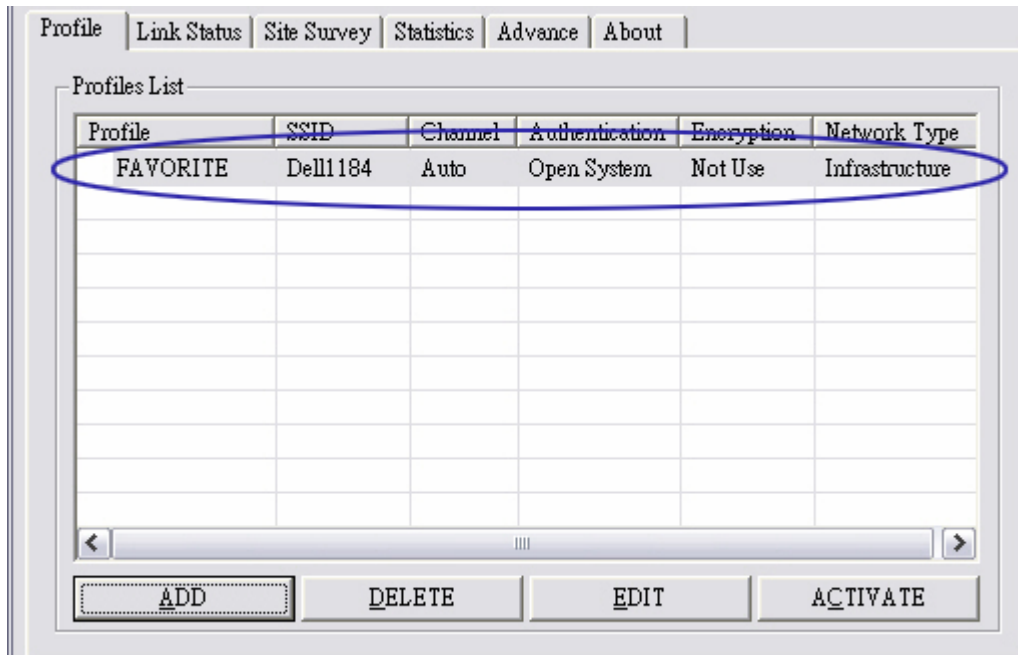 Profile Link Status Site Survey Statistics Advance About
Profiles List
Profile SSID Channel Authentication Encryption Network Type
FAVORITE Dell1184 Auto Open System Not Use Infrastructure
ADD DELETE EDIT ACTIVATE